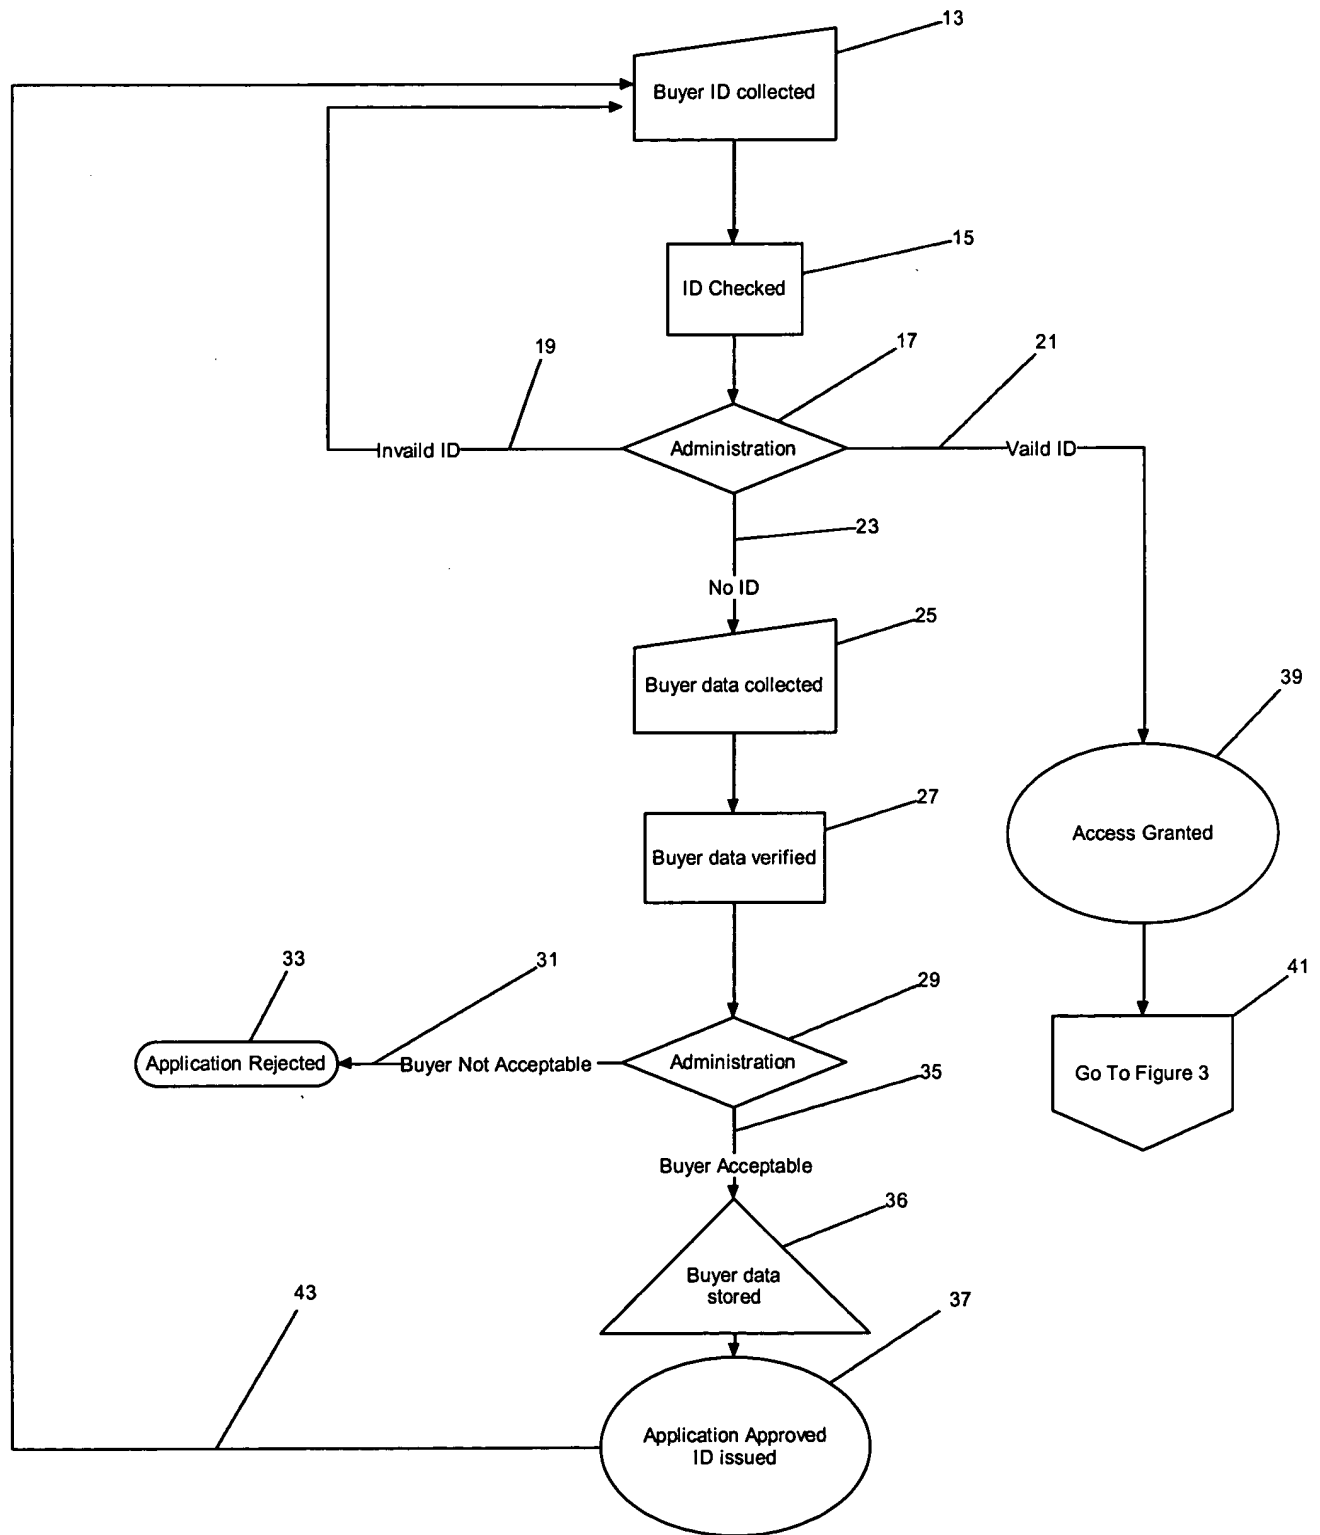 13
Buyer ID collected
15
ID Checked
19
17
21
Invaild ID
Administration
Vaild ID
23
No ID
25
Buyer data collected
39
27
Access Granted
Buyer data verified
33
31
29
41
Application Rejected
Buyer Not Acceptable
Administration
35
Go To Figure 3
Buyer Acceptable
36
Buyer data
stored
43
37
Application Approved
ID issued